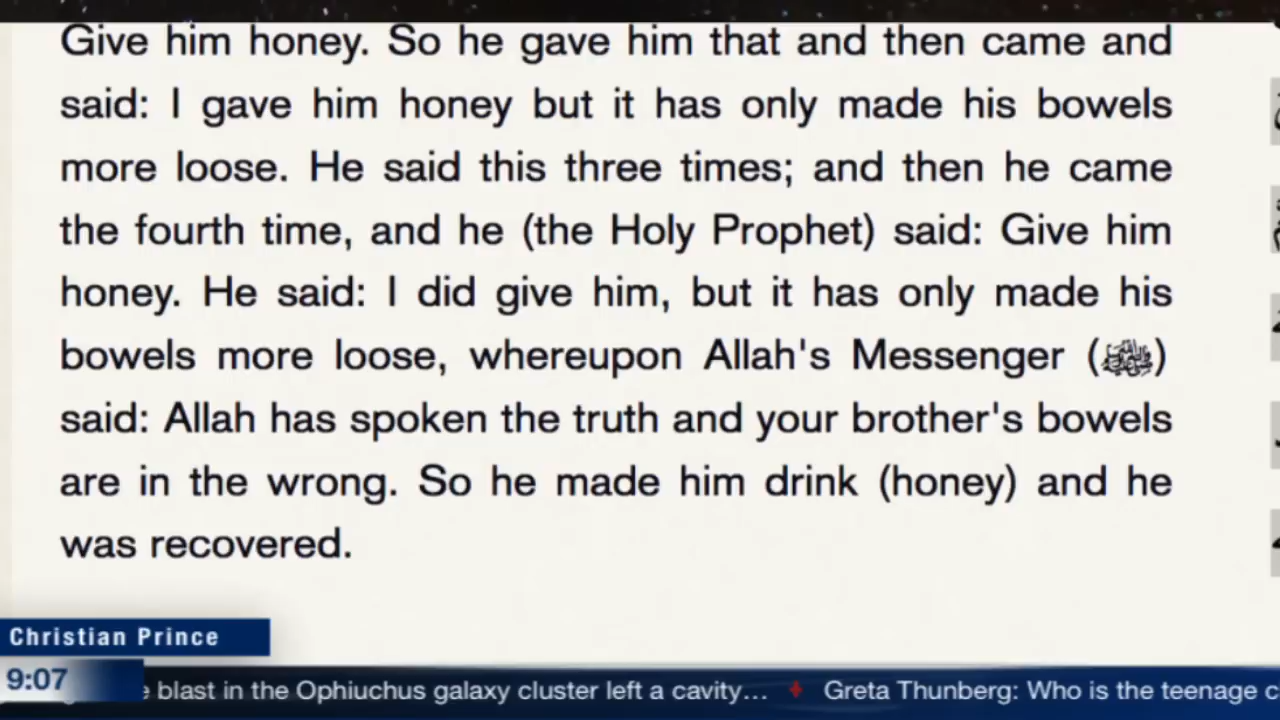 Give him honey. So he gave him that and then came and
said: I gave him honey but it has only made his bowels
more loose. He said this three times; and then he came
the fourth time, and he (the Holy Prophet) said: Give him
honey. He said: I did give him, but it has only made his
bowels more loose, whereupon Allah's Messenger (ﷺ)
said: Allah has spoken the truth and your brother's bowels
are in the wrong. So he made him drink (honey) and he
was recovered.
Christian Prince
9:07
blast in the Ophiuchus galaxy cluster left a cavity... Greta Thunberg: Who is the teenage